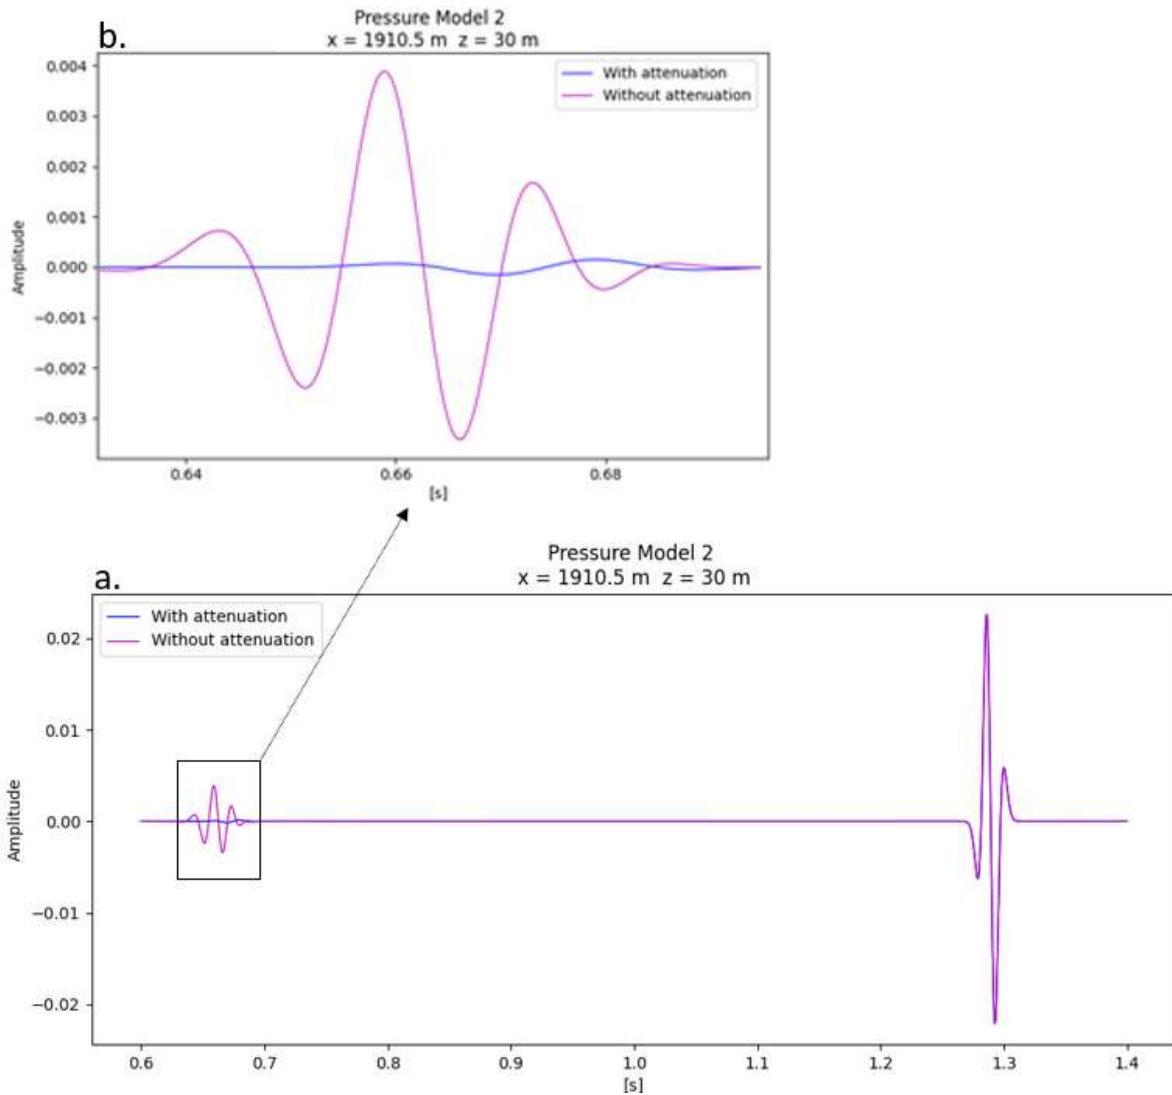 b.
Pressure Model 2
x = 1910.5 m z = 30 m
With attenuation
Without attenuation
Amplitude
0.004
0.003
0.002
0.001
0.000
−0.001
−0.002
−0.003
0.64
0.66
0.68
[s]
a.
Pressure Model 2
x = 1910.5 m z = 30 m
With attenuation
Without attenuation
Amplitude
0.02
0.01
0.00
−0.01
−0.02
0.6
0.7
0.8
0.9
1.0
1.1
1.2
1.3
1.4
[s]